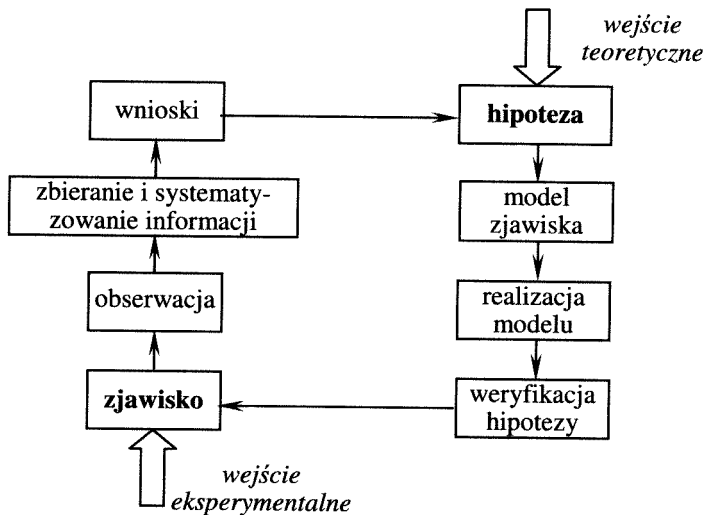 wejście
teoretyczne
wnioski
hipoteza
zbieranie i systematy-
zowanie informacji
model
zjawiska
obserwacja
realizacja
modelu
zjawisko
weryfikacja
hipotezy
wejście
eksperymentalne